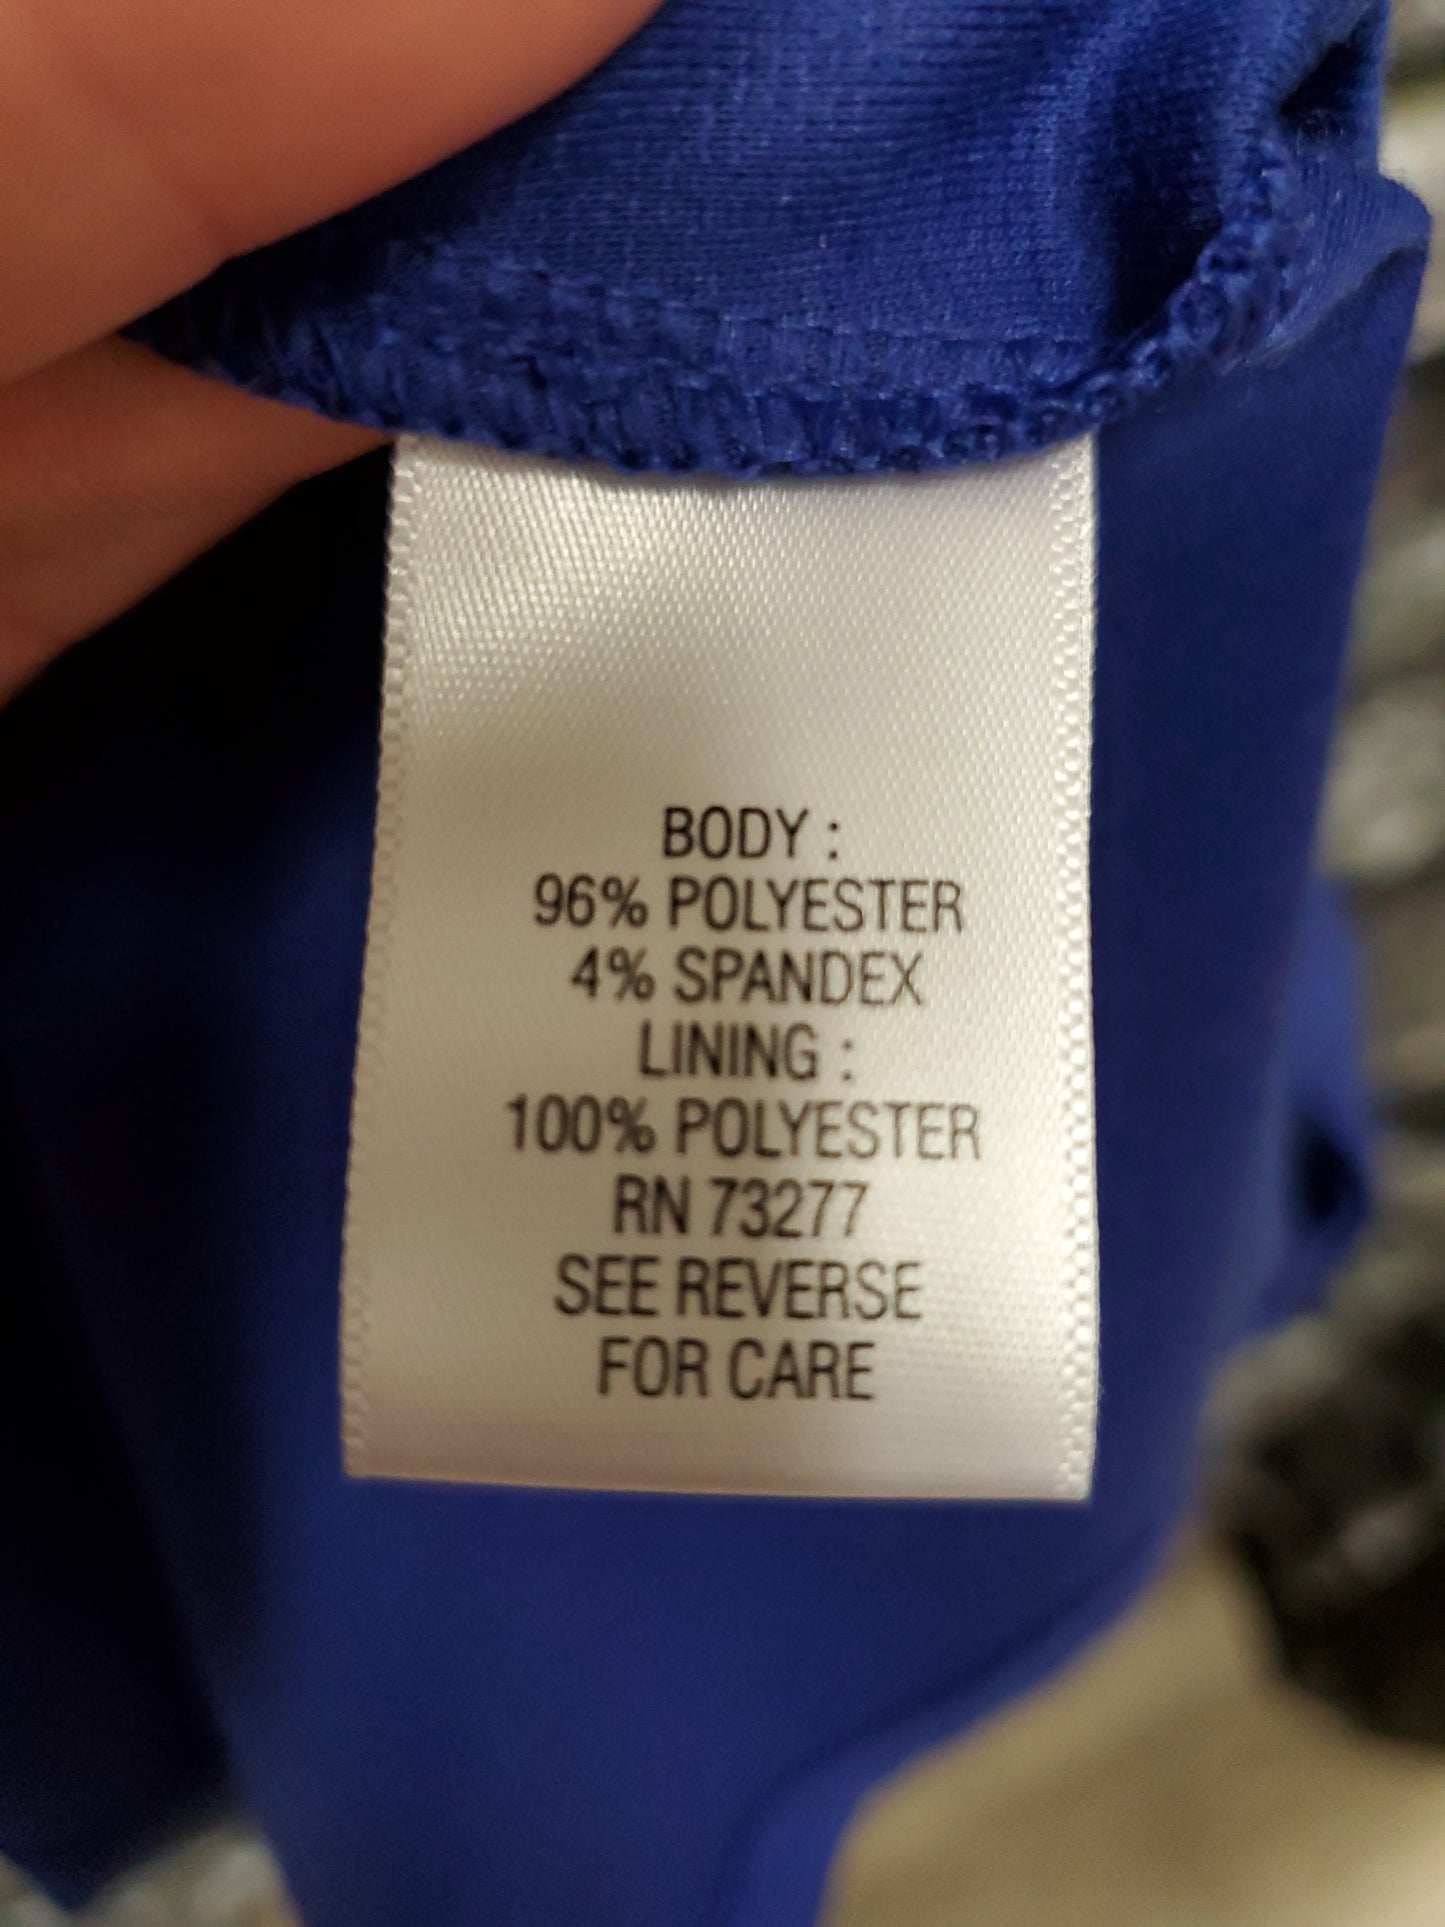 BODY :
96% POLYESTER
4% SPANDEX
LINING :
100% POLYESTER
RN 73277
SEE REVERSE
FOR CARE